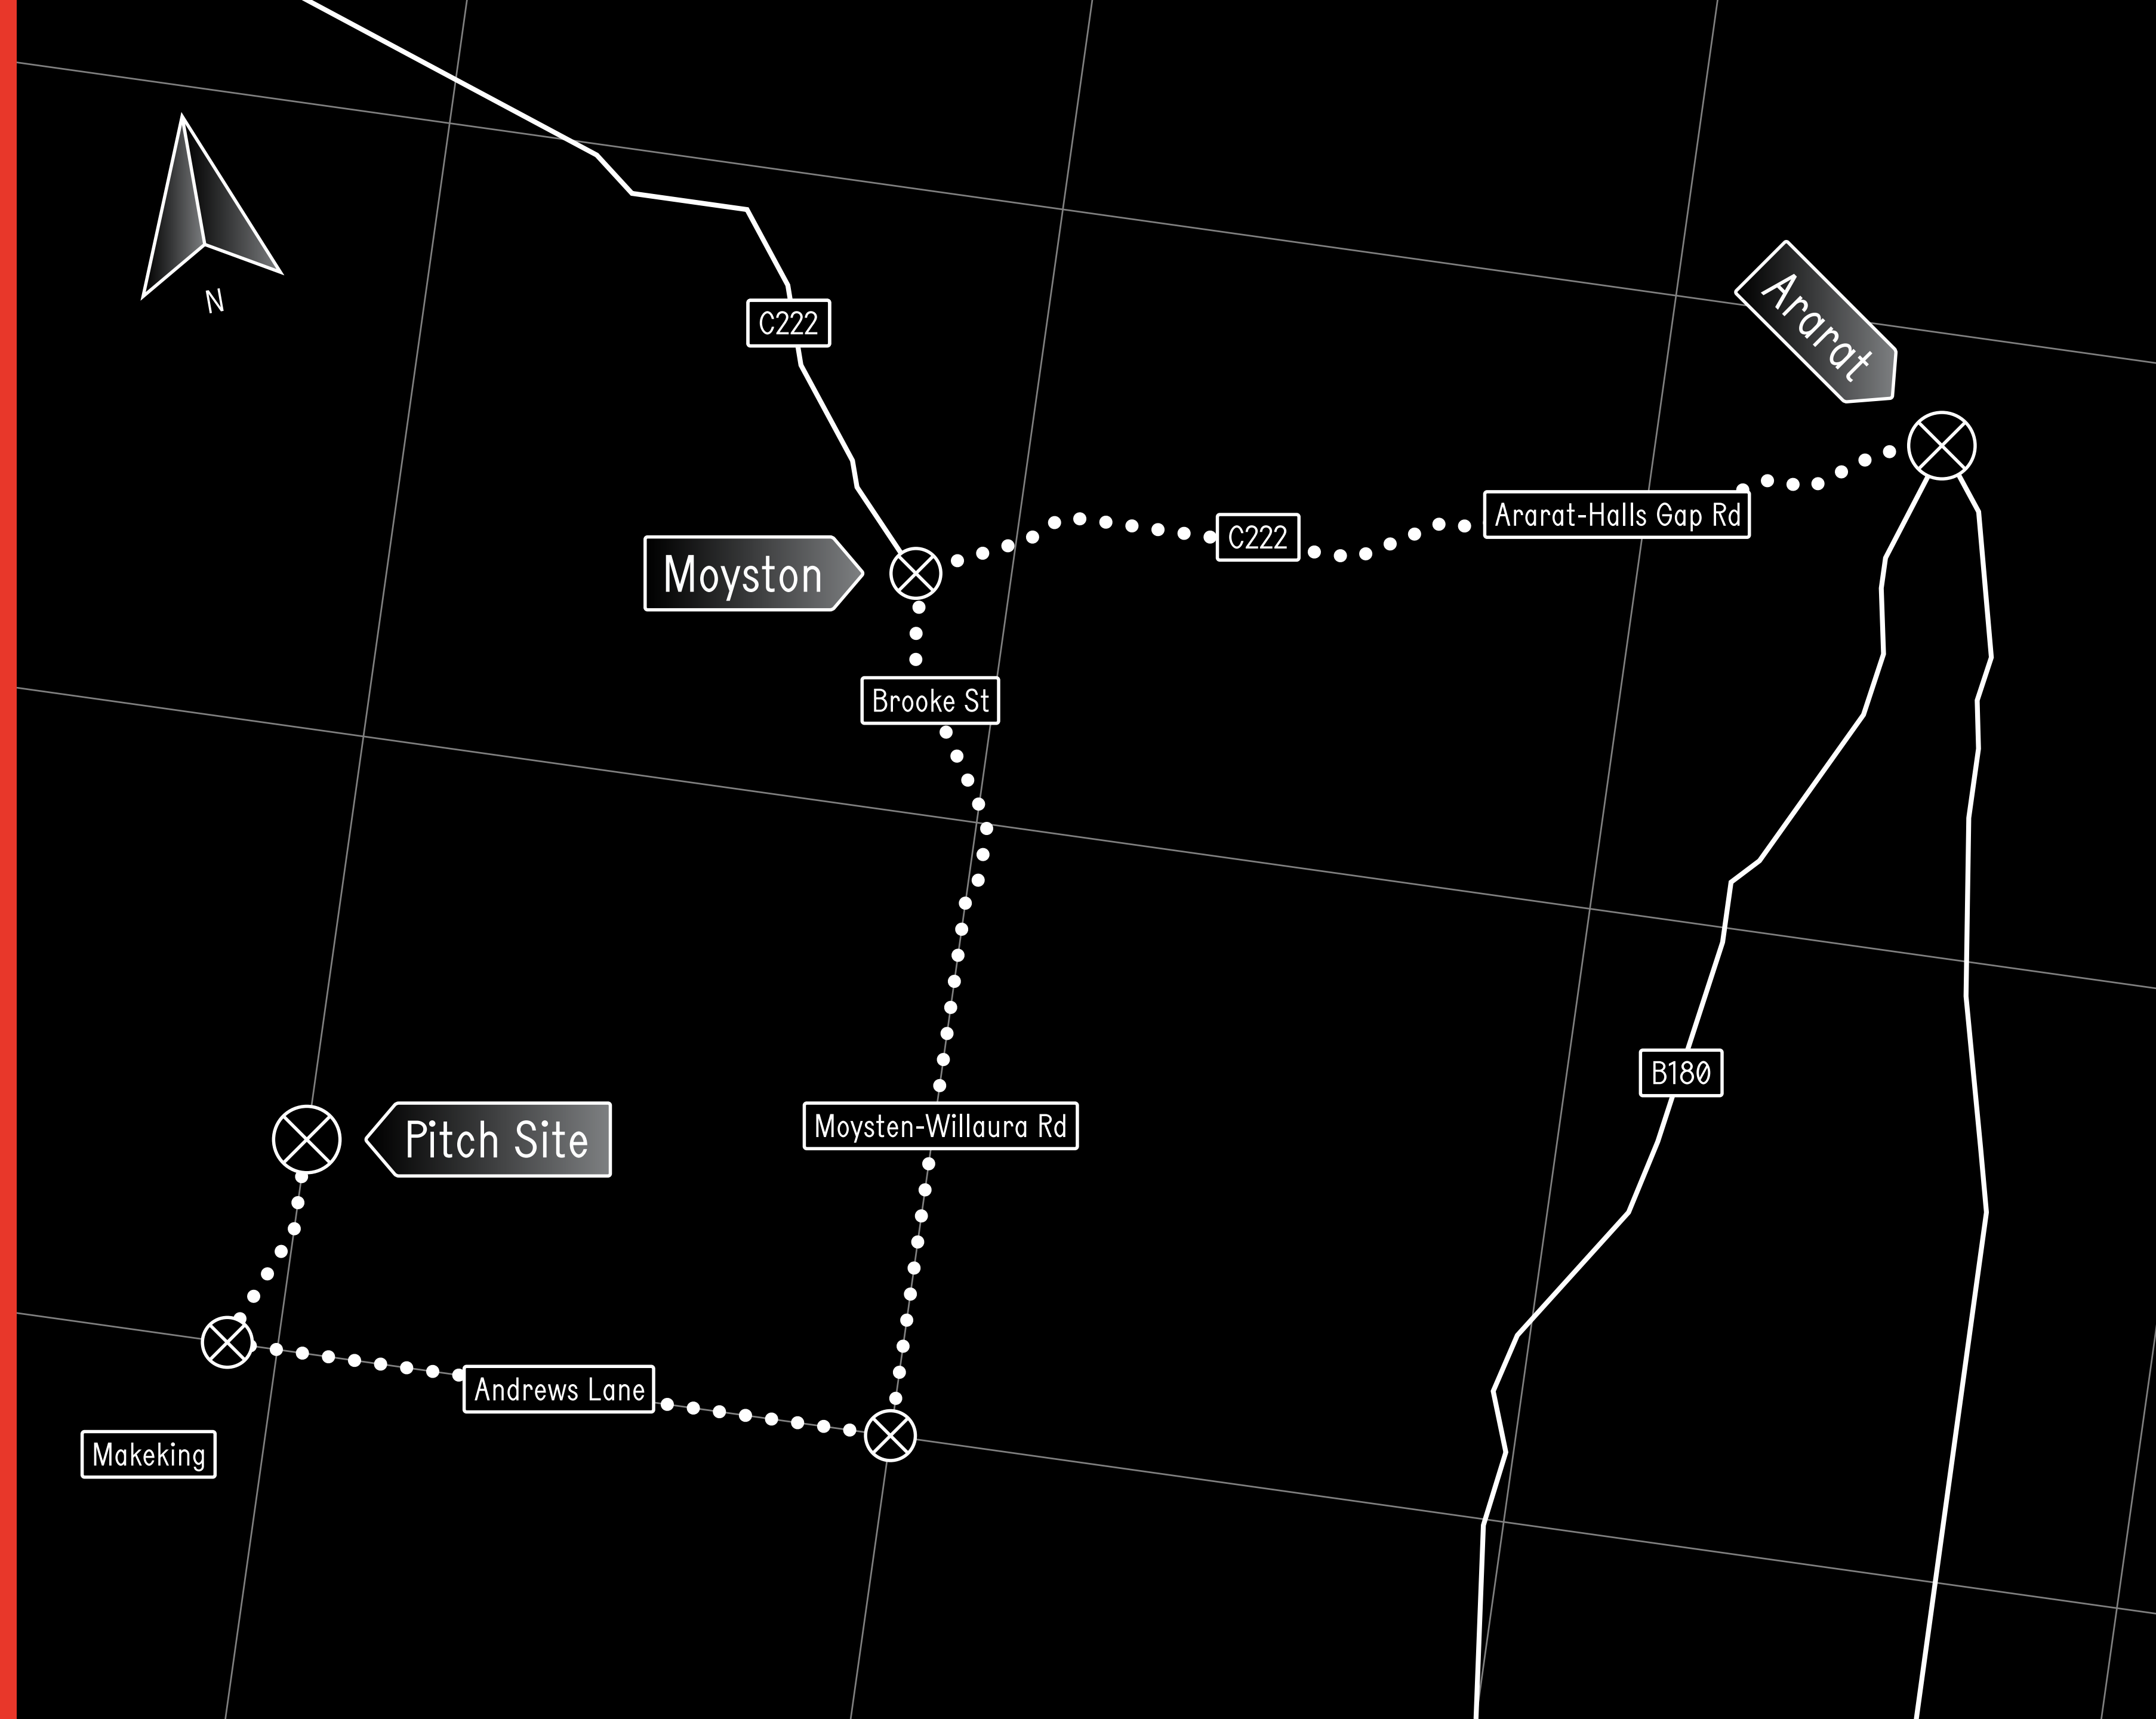 N
C222
Ararat
Ararat-Halls Gap Rd
C222
Moyston
Brooke St
B180
Moysten-Willaura Rd
Pitch Site
Andrews Lane
Makeking